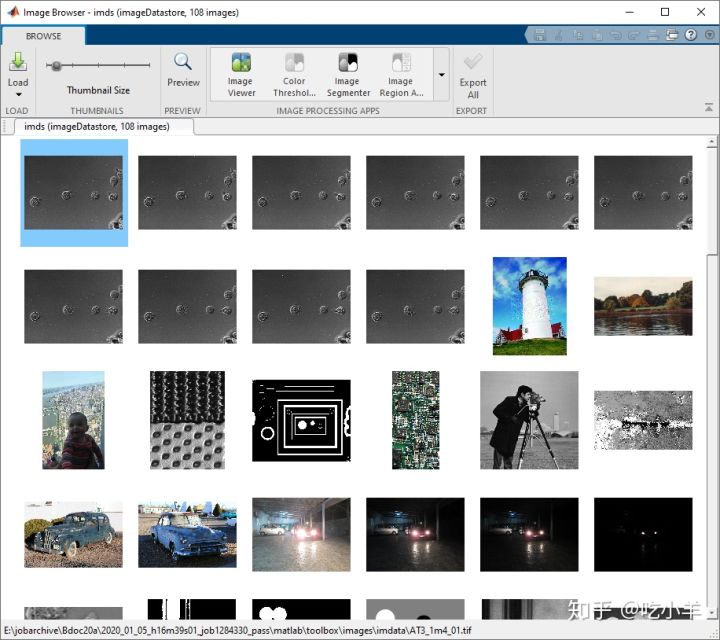 Image Browser - imds (imageDatastore, 108 images)
BROWSE
Load
Thumbnail Size
Preview
Image Viewer
Color Threshol...
Image Segmenter
Image Region A...
Export All
LOAD
THUMBNAILS
PREVIEW
IMAGE PROCESSING APPS
EXPORT
imds (imageDatastore, 108 images)
知乎 @吃小羊
E:\jobarchive\Bdoc20a\2020_01_05_h16m39s01_job1284330_pass\matlab\toolbox\images\imdata\AT3_1m4_01.tif